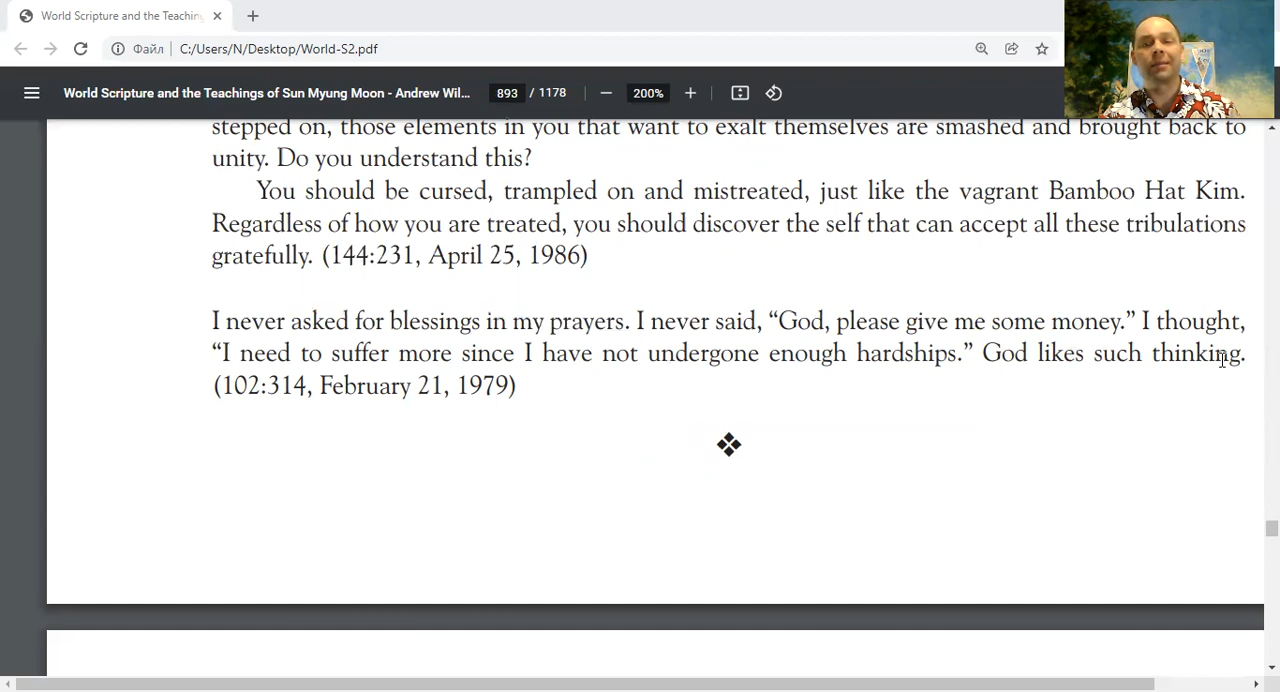 World Scripture and the Teachin
Файл
C:/Users/N/Desktop/World-S2.pdf
World Scripture and the Teachings of Sun Myung Moon - Andrew Wil...
893 / 1178
200%
stepped on, those elements in you that want to exalt themselves are smashed and brought back to
unity. Do you understand this?
You should be cursed, trampled on and mistreated, just like the vagrant Bamboo Hat Kim.
Regardless of how you are treated, you should discover the self that can accept all these tribulations
gratefully. (144:231, April 25, 1986)
I never asked for blessings in my prayers. I never said, “God, please give me some money.” I thought,
“I need to suffer more since I have not undergone enough hardships.” God likes such thinking.
(102:314, February 21, 1979)